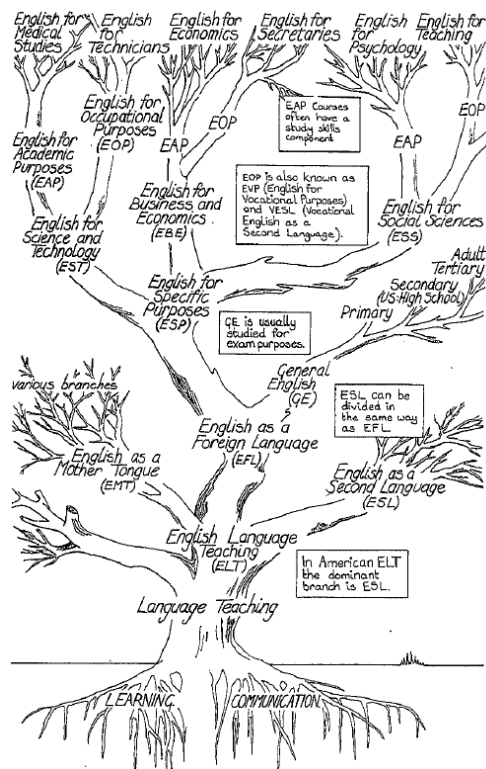 English for
Medical
Studies
English
for
Technicians
English for
Economics
English for
Secretaries
English
for
Psychology
English for
Teaching
English for
Occupational
Purposes
(EOP)
EAP
EOP
EAP Courses
often have a
study skills
component
EAP
EOP
English for
Academic
Purposes
(EAP)
English for
Business and
Economics
(EBE)
EOP is also known as
EVP (English for
Vocational Purposes)
and VESL (Vocational
English as a
Second Language).
English for
Social Sciences
(ESS)
English for
Science and
Technology
(EST)
English for
Specific
Purposes
(ESP)
Adult
Tertiary
Secondary
(US:High School)
Primary
GE is usually
studied for
exam purposes.
General
English
(GE)
various branches
ESL can be
divided in
the same way
as EFL
English as a
Foreign Language
(EFL)
English as a
Mother Tongue
(EMT)
English as a
Second Language
(ESL)
English Language
Teaching
(ELT)
In American ELT
the dominant
branch is ESL.
Language Teaching
LEARNING
COMMUNICATION